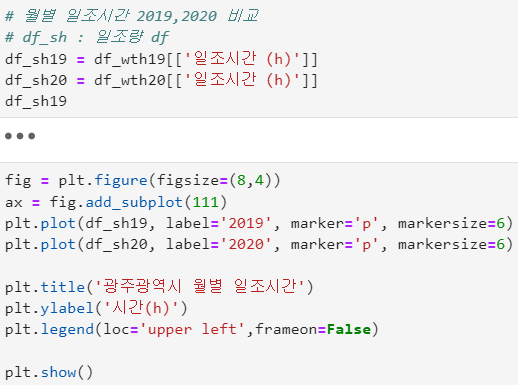 # 월별 일조시간 2019,2020 비교
# df_sh : 일조량 df
df_sh19 = df_wth19[['일조시간 (h)']]
df_sh20 = df_wth20[['일조시간 (h)']]
df_sh19
•••
fig = plt.figure(figsize=(8,4))
ax = fig.add_subplot(111)
plt.plot(df_sh19, label='2019', marker='p', markersize=6)
plt.plot(df_sh20, label='2020', marker='p', markersize=6)
plt.title('광주광역시 월별 일조시간')
plt.ylabel('시간(h)')
plt.legend(loc='upper left',frameon=False)
plt.show()